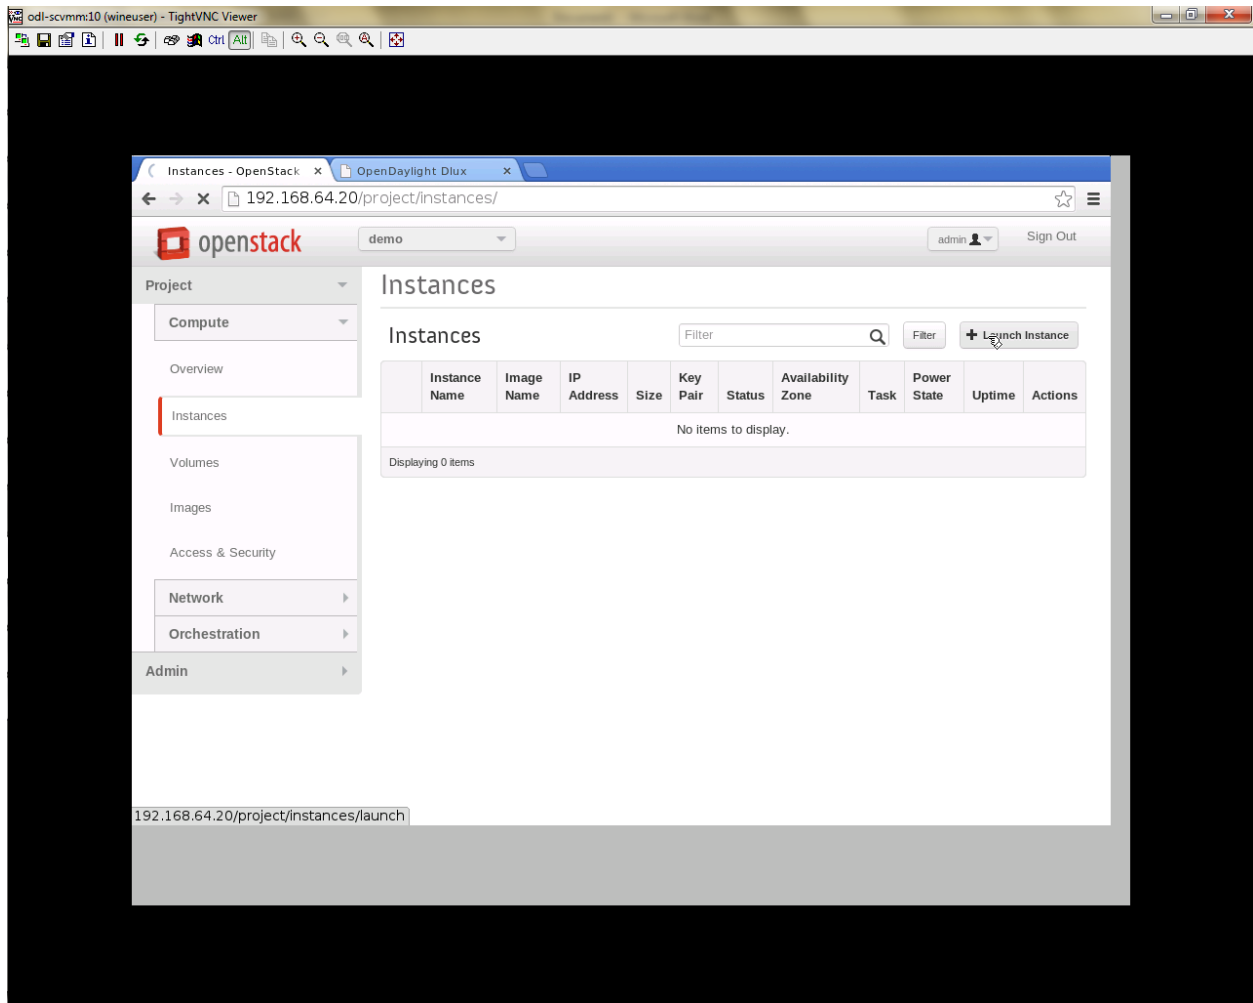 odl-scvmm:10 (wineuser) - TightVNC Viewer
Ctrl Alt
Instances - OpenStack × OpenDaylight Dlux ×
192.168.64.20/project/instances/
openstack demo admin Sign Out
Project
Compute
Overview
Instances
Volumes
Images
Access & Security
Network
Orchestration
Admin
Instances
Instances Filter Filter + Launch Instance
Instance Name Image Name IP Address Size Key Pair Status Availability Zone Task Power State Uptime Actions
No items to display.
Displaying 0 items
192.168.64.20/project/instances/launch